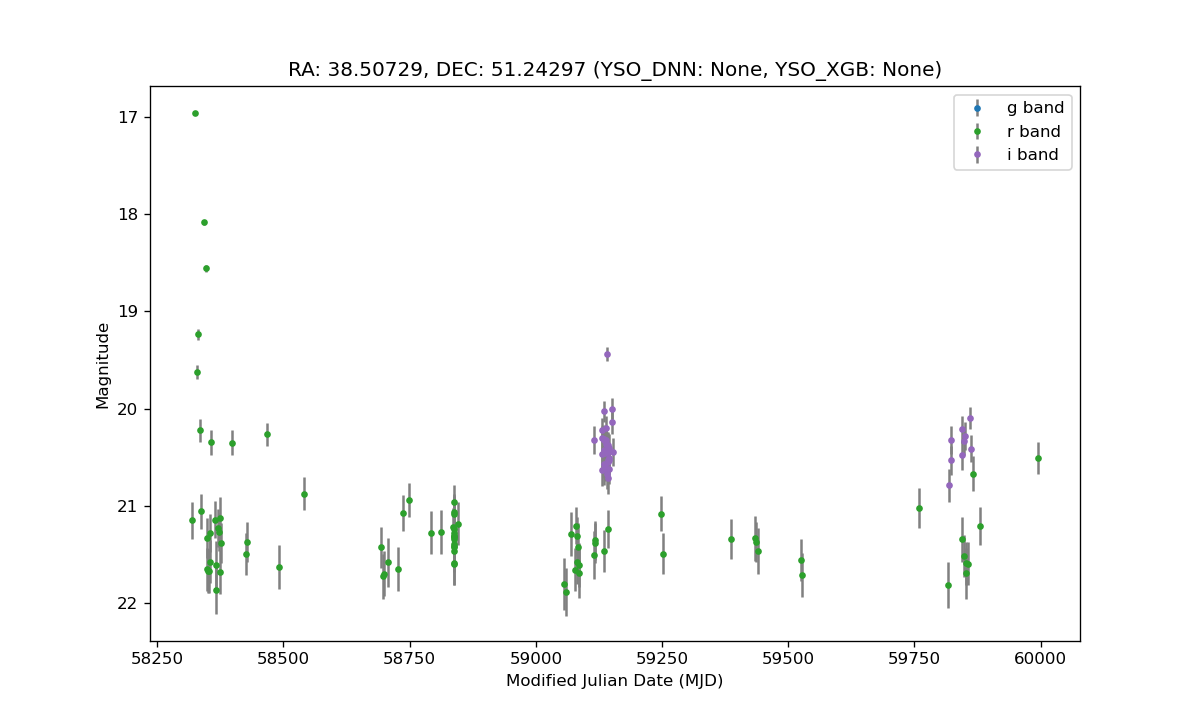 RA: 38.50729, DEC: 51.24297 (YSO_DNN: None, YSO_XGB: None)
g band
r band
i band
17
18
19
20
21
22
Magnitude
58250
58500
58750
59000
59250
59500
59750
60000
Modified Julian Date (MJD)